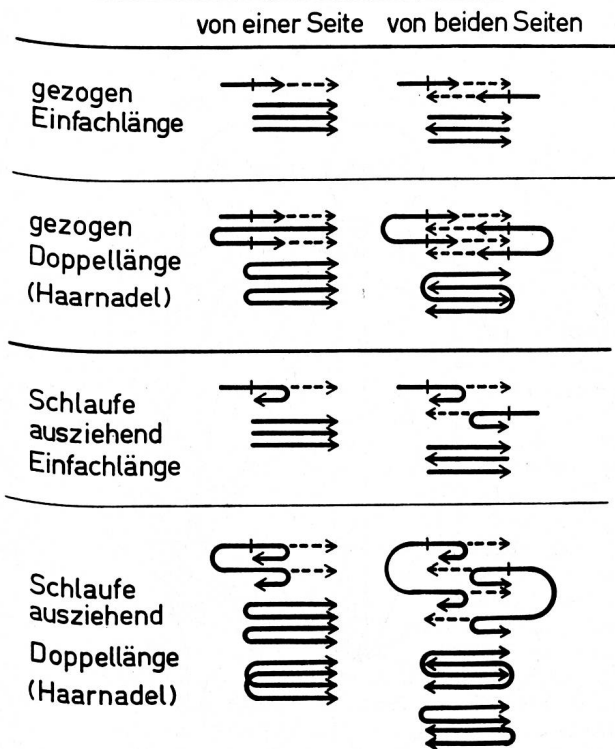 von einer Seite von beiden Seiten
gezogen
Einfachlänge
gezogen
Doppellänge
(Haarnadel)
Schlaufe
ausziehend
Einfachlänge
Schlaufe
ausziehend
Doppellänge
(Haarnadel)